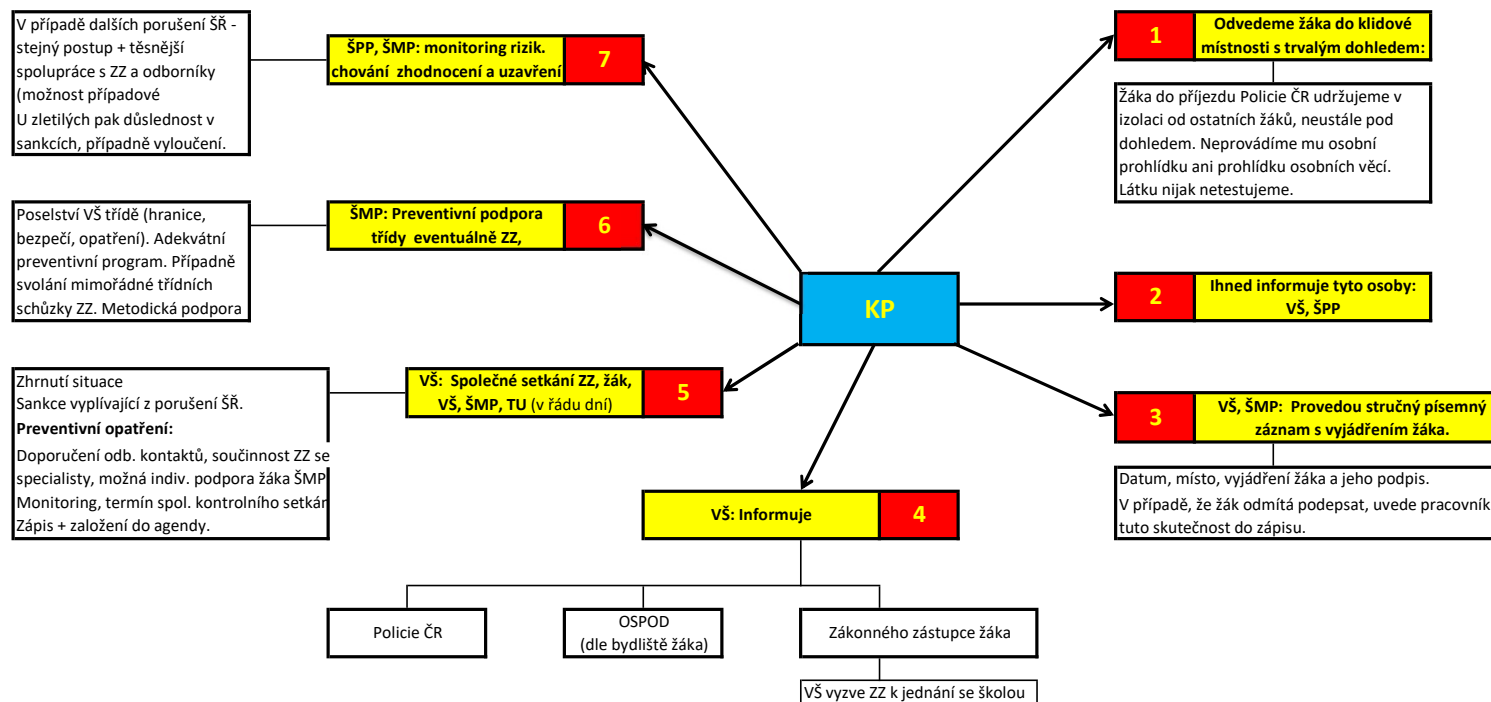 KP
1
Odvedeme žáka do klidové
místnosti s trvalým dohledem:
Žáka do příjezdu Policie ČR udržujeme v
izolaci od ostatních žáků, neustále pod
dohledem. Neprovádíme mu osobní
prohlídku ani prohlídku osobních věcí.
Látku nijak netestujeme.
2
Ihned informuje tyto osoby:
VŠ, ŠPP
3
VŠ, ŠMP: Provedou stručný písemný
záznam s vyjádřením žáka.
Datum, místo, vyjádření žáka a jeho podpis.
V případě, že žák odmítá podepsat, uvede pracovník
tuto skutečnost do zápisu.
VŠ: Informuje
4
Policie ČR
OSPOD
(dle bydliště žáka)
Zákonného zástupce žáka
VŠ vyzve ZZ k jednání se školou
VŠ: Společné setkání ZZ, žák,
VŠ, ŠMP, TU (v řádu dní)
5
Zhrnutí situace
Sankce vyplívající z porušení ŠŘ.
Preventivní opatření:
Doporučení odb. kontaktů, součinnost ZZ se
specialisty, možná indiv. podpora žáka ŠMP
Monitoring, termín spol. kontrolního setkán
Zápis + založení do agendy.
ŠMP: Preventivní podpora
třídy eventuálně ZZ,
6
Poselství VŠ třídě (hranice,
bezpečí, opatření). Adekvátní
preventivní program. Případně
svolání mimořádné třídních
schůzky ZZ. Metodická podpora
ŠPP, ŠMP: monitoring rizik.
chování zhodnocení a uzavření
7
V případě dalších porušení ŠŘ -
stejný postup + těsnější
spolupráce s ZZ a odborníky
(možnost případové
U zletilých pak důslednost v
sankcích, případně vyloučení.